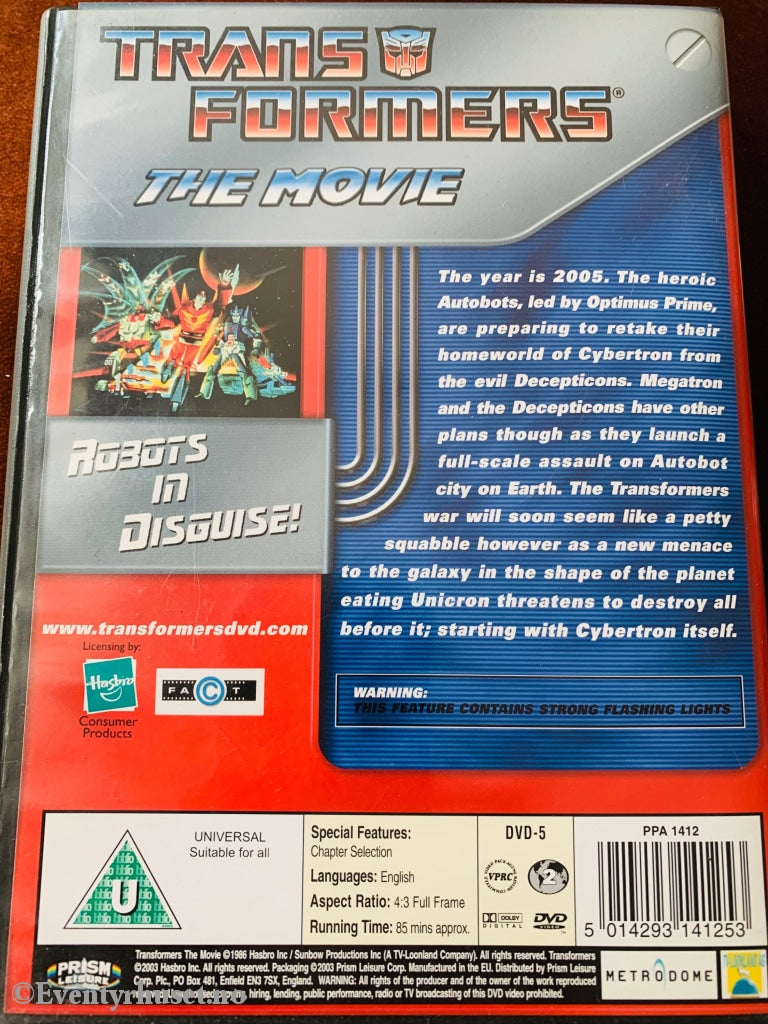 TRANS
FORMERS®
THE MOVIE
The year is 2005. The heroic
Autobots, led by Optimus Prime,
are preparing to retake their
homeworld of Cybertron from
the evil Decepticons. Megatron
and the Decepticons have other
plans though as they launch a
full-scale assault on Autobot
city on Earth. The Transformers
war will soon seem like a petty
squabble however as a new menace
to the galaxy in the shape of the planet
eating Unicron threatens to destroy all
before it; starting with Cybertron itself.
ROBOTS
IN
DISGUISE!
www.transformersdvd.com
Licensing by:
Hasbro
Consumer
Products
FACT
WARNING:
THIS FEATURE CONTAINS STRONG FLASHING LIGHTS
U
UNIVERSAL
Suitable for all
Special Features:
Chapter Selection
Languages: English
Aspect Ratio: 4:3 Full Frame
Running Time: 85 mins approx.
DVD-5
VPRC
2
DOLBY
DIGITAL
DVD
VIDEO
PPA 1412
5 014293 141253
PRISM
LEISURE
Transformers The Movie ©1986 Hasbro Inc / Sunbow Productions Inc (A TV-Loonland Company). All rights reserved. Transformers
©2003 Hasbro Inc. All rights reserved. Packaging ©2003 Prism Leisure Corp. Manufactured in the EU. Distributed by Prism Leisure
Corp. Plc, PO Box 481, Enfield EN3 7SX, England. WARNING: All rights of the producer and of the owner of the work reproduced
hiring, lending, public performance, radio or TV broadcasting of this DVD video prohibited.
METRODOME
TV-LOONLAND AG
©Eventyrhuset.no